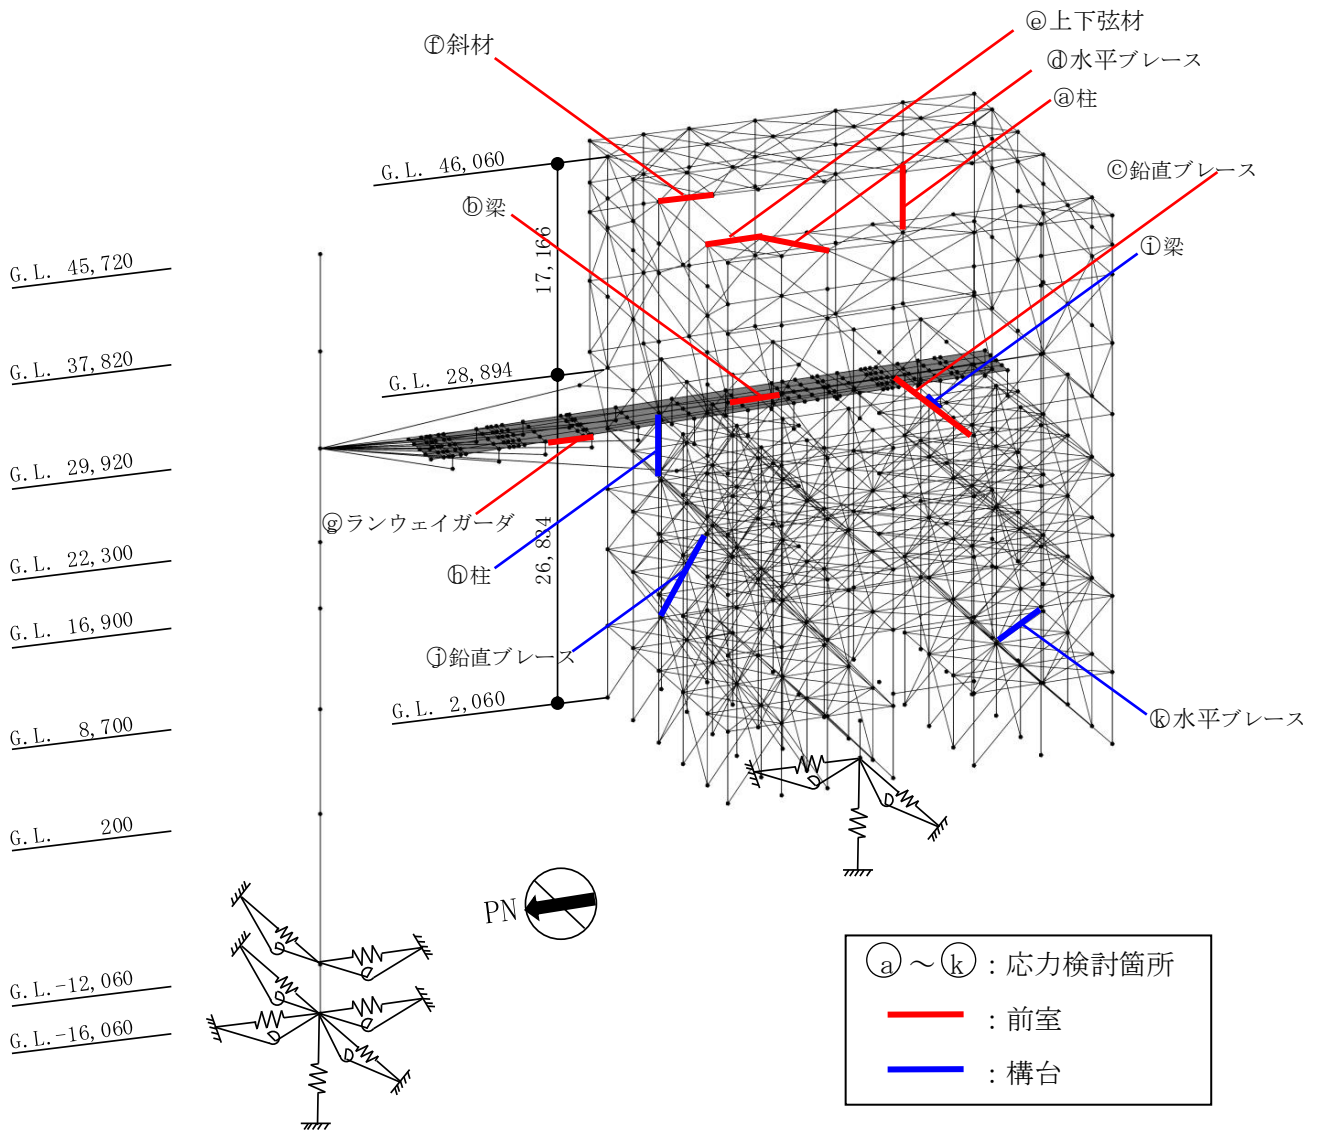 ⓔ上下弦材
ⓕ斜材
ⓓ水平ブレース
ⓐ柱
G.L. 46,060
ⓒ鉛直ブレース
ⓑ梁
17,166
ⓘ梁
G.L. 45,720
G.L. 37,820
G.L. 28,894
G.L. 29,920
ⓖランウェイガーダ
26,834
G.L. 22,300
ⓗ柱
G.L. 16,900
ⓙ鉛直ブレース
G.L. 2,060
G.L. 8,700
ⓚ水平ブレース
D
D
G.L. 200
PN
D
D
ⓐ～ⓚ：応力検討箇所
G.L.-12,060
D
D
：前室
G.L.-16,060
D
：構台